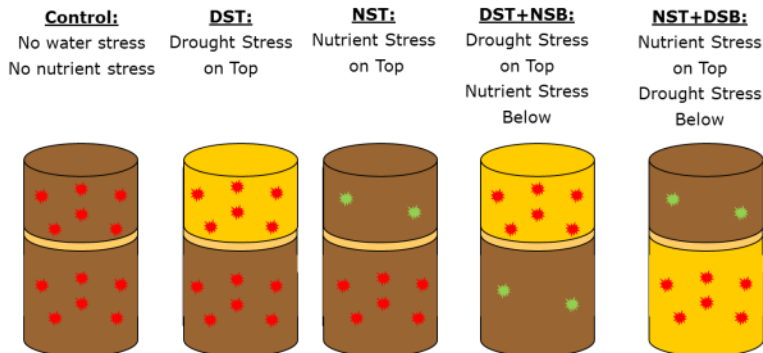 Control:
No water stress
No nutrient stress
DST:
Drought Stress
on Top
NST:
Nutrient Stress
on Top
DST+NSB:
Drought Stress
on Top
Nutrient Stress
Below
NST+DSB:
Nutrient Stress
on Top
Drought Stress
Below